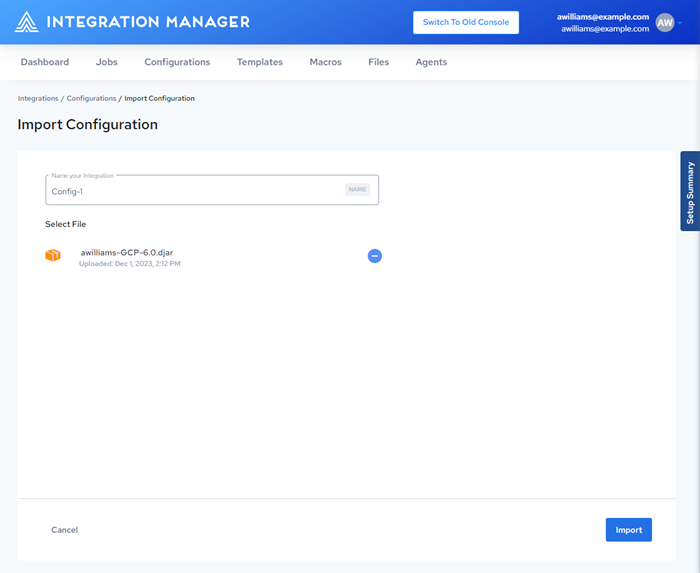 INTEGRATION MANAGER
Switch To Old Console
awilliams@example.com
awilliams@example.com
AW
Dashboard Jobs Configurations Templates Macros Files Agents
Integrations / Configurations / Import Configuration
Import Configuration
Setup Summary
Name your Integration
Config-1
NAME
Select File
awilliams-GCP-6.0.djar
Uploaded: Dec 1, 2023, 2:12 PM
Cancel
Import